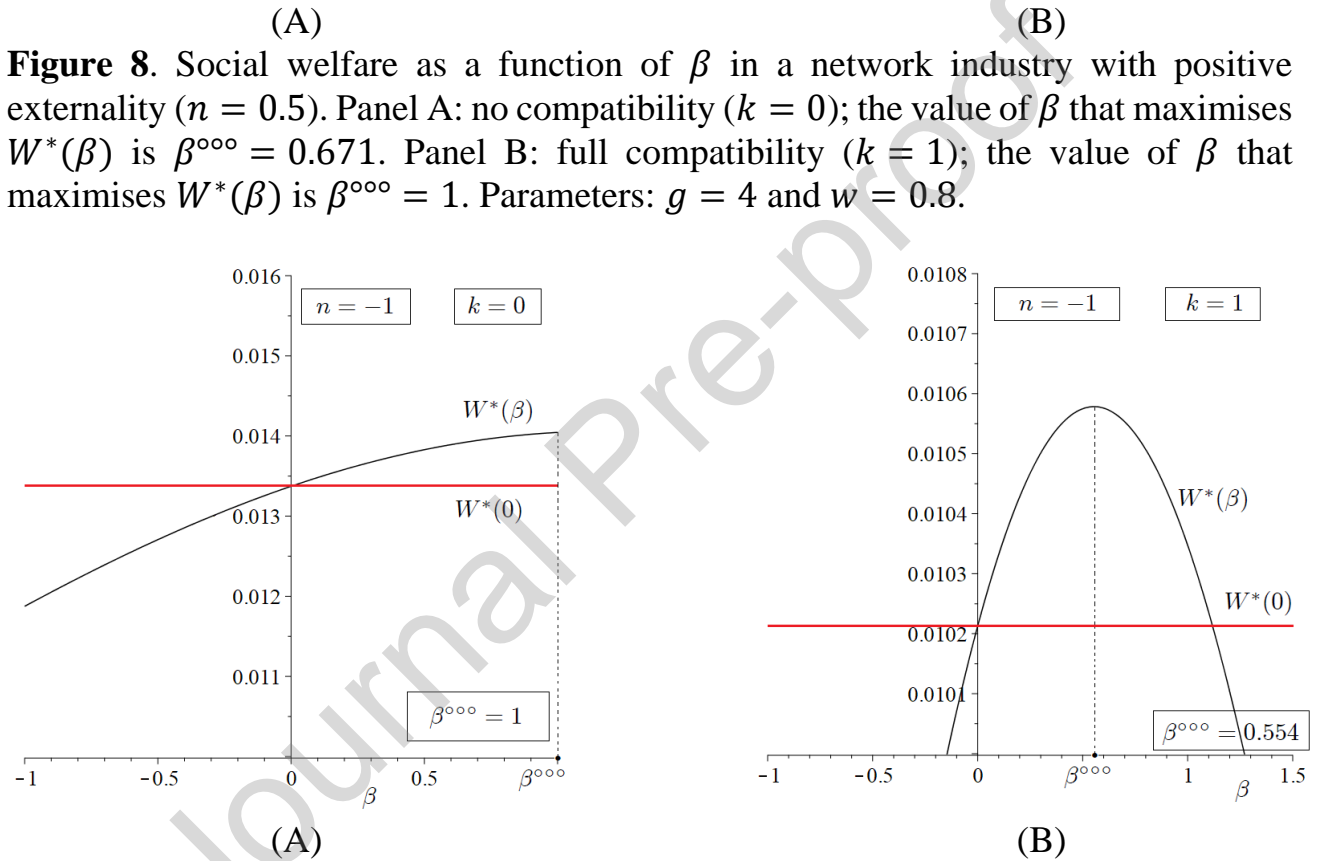 (A) (B)
Figure 8. Social welfare as a function of β in a network industry with positive
externality (n = 0.5). Panel A: no compatibility (k = 0); the value of β that maximises
W*(β) is β°°° = 0.671. Panel B: full compatibility (k = 1); the value of β that
maximises W*(β) is β°°° = 1. Parameters: g = 4 and w = 0.8.
0.016
n = −1 k = 0
0.015
W*(β)
0.014
W*(0)
0.013
0.012
0.011
β°°° = 1
−1 −0.5 0 0.5 β°°°
β
(A)
0.0108
n = −1 k = 1
0.0107
0.0106
0.0105
W*(β)
0.0104
0.0103
W*(0)
0.0102
0.0101
β°°° = 0.554
−1 −0.5 0 β°°° 1 1.5
β
(B)
Journal Pre-proof